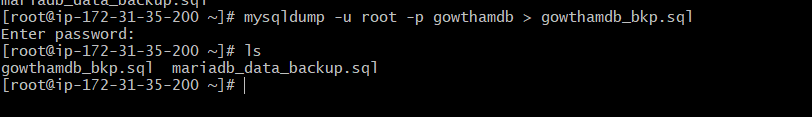 mariadb_data_backup.sql
[root@ip-172-31-35-200 ~]# mysqldump -u root -p gowthamdb > gowthamdb_bkp.sql
Enter password:
[root@ip-172-31-35-200 ~]# ls
gowthamdb_bkp.sql  mariadb_data_backup.sql
[root@ip-172-31-35-200 ~]#